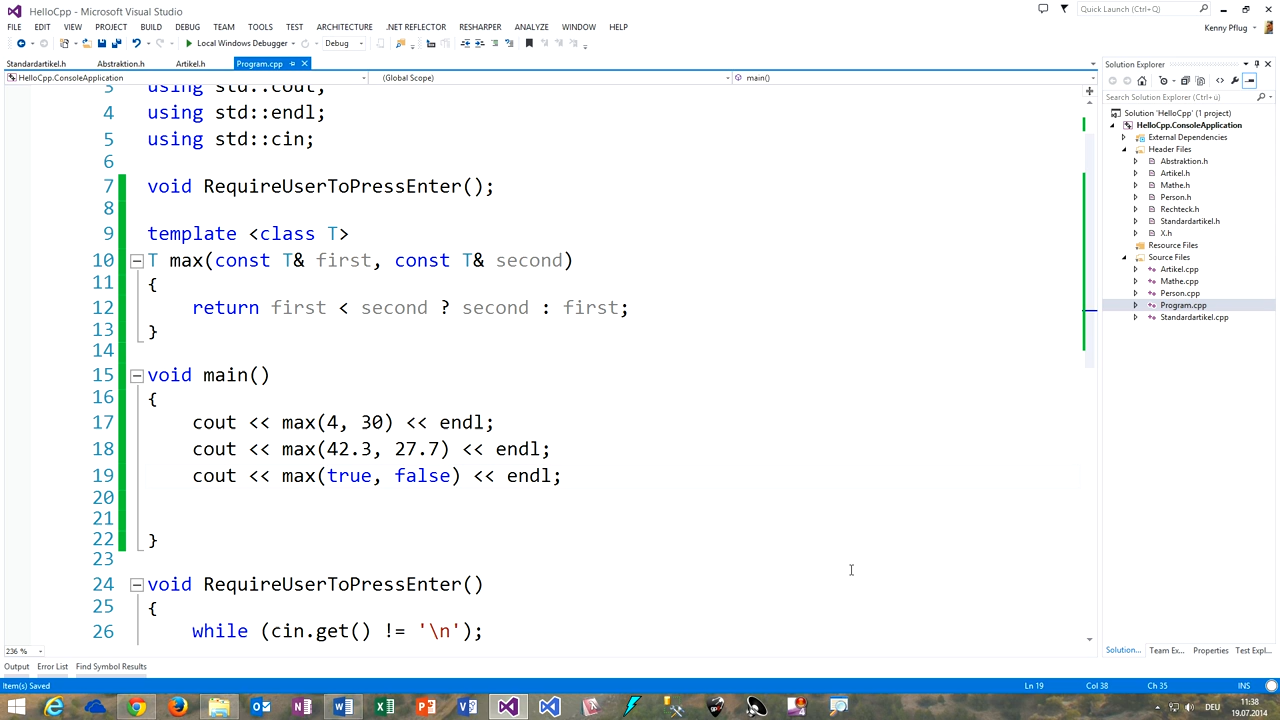 HelloCpp - Microsoft Visual Studio
Quick Launch (Ctrl+Q)
FILE EDIT VIEW PROJECT BUILD DEBUG TEAM TOOLS TEST ARCHITECTURE .NET REFLECTOR RESHARPER ANALYZE WINDOW HELP
Kenny Pflug
Local Windows Debugger
Debug
Standardartikel.h Abstraktion.h Artikel.h Program.cpp
HelloCpp.ConsoleApplication (Global Scope) main()
3 using std::cout;
4 using std::endl;
5 using std::cin;
6
7 void RequireUserToPressEnter();
8
9 template <class T>
10 T max(const T& first, const T& second)
11 {
12 return first < second ? second : first;
13 }
14
15 void main()
16 {
17 cout << max(4, 30) << endl;
18 cout << max(42.3, 27.7) << endl;
19 cout << max(true, false) << endl;
20
21
22 }
23
24 void RequireUserToPressEnter()
25 {
26 while (cin.get() != '\n');
236 %
Solution Explorer
Search Solution Explorer (Ctrl+ü)
Solution 'HelloCpp' (1 project)
HelloCpp.ConsoleApplication
External Dependencies
Header Files
Abstraktion.h
Artikel.h
Mathe.h
Person.h
Rechteck.h
Standardartikel.h
X.h
Resource Files
Source Files
Artikel.cpp
Mathe.cpp
Person.cpp
Program.cpp
Standardartikel.cpp
Solution... Team Ex... Properties Test Expl...
Output Error List Find Symbol Results
Item(s) Saved Ln 19 Col 38 Ch 35 INS
DEU
11:38
19.07.2014